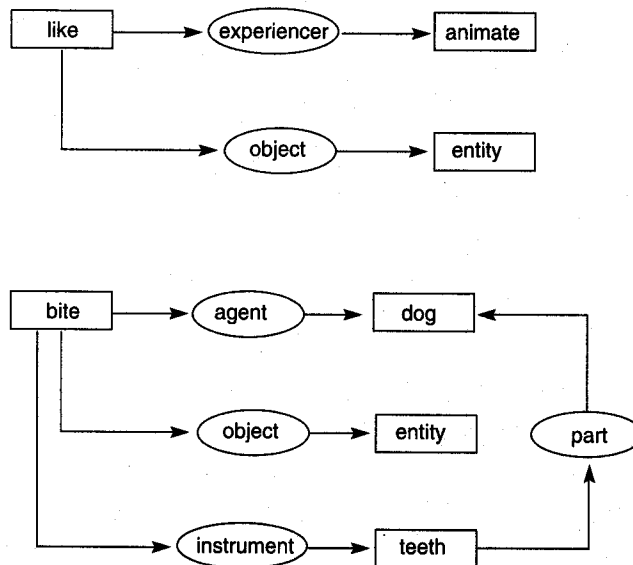 like experiencer animate
object entity
bite agent dog
object entity part
instrument teeth